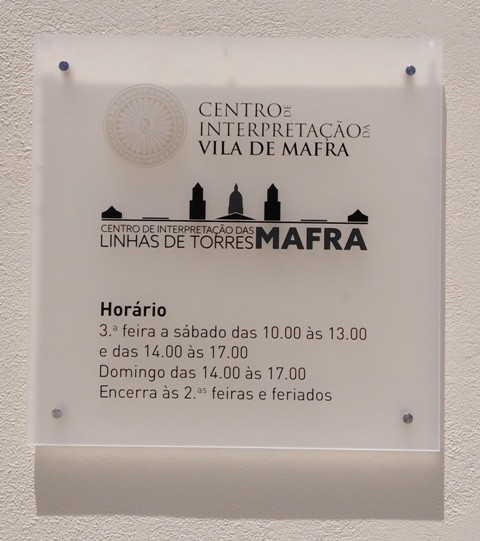 CENTRO DE
INTERPRETAÇÃO DA
VILA DE MAFRA
CENTRO DE INTERPRETAÇÃO DAS
LINHAS DE TORRES MAFRA
Horário
3.ª feira a sábado das 10.00 às 13.00
e das 14.00 às 17.00
Domingo das 14.00 às 17.00
Encerra às 2.ªˢ feiras e feriados